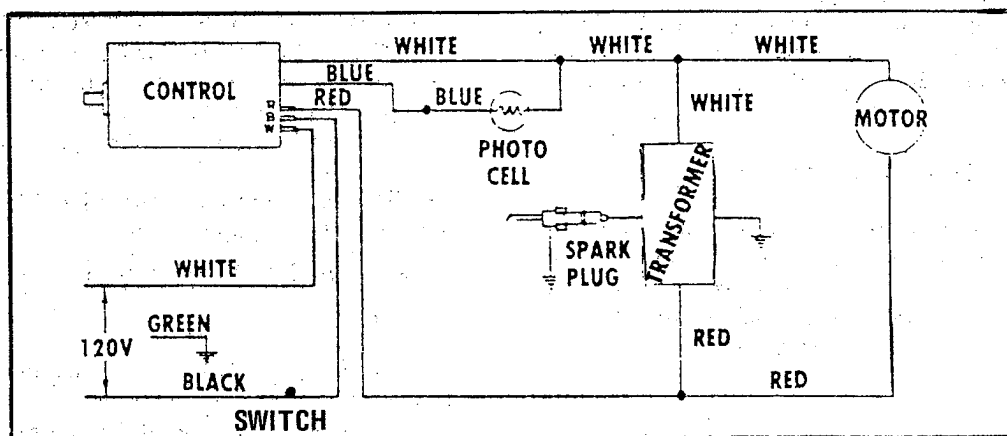 WHITE WHITE WHITE
CONTROL
BLUE
RED
BLUE
R
B
W
WHITE
MOTOR
PHOTO
CELL
TRANSFORMER
SPARK
PLUG
WHITE
GREEN
120V
RED
BLACK
RED
SWITCH